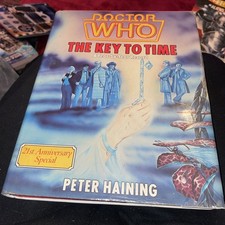 DOCTOR
WHO
THE KEY TO TIME
21st Anniversary
Special
PETER HAINING